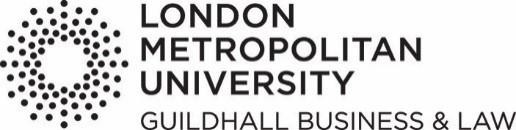 LONDON
METROPOLITAN
UNIVERSITY
GUILDHALL BUSINESS & LAW